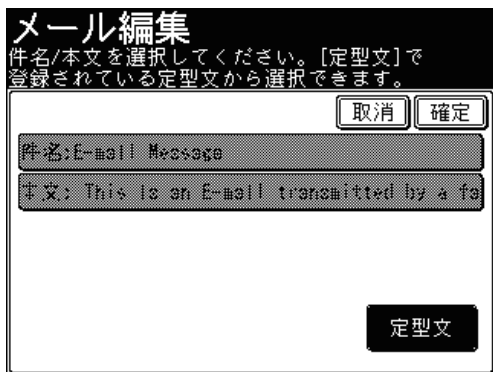 メール編集
件名/本文を選択してください。[定型文]で
登録されている定型文から選択できます。
取消 確定
件名:E-mail Message
本文: This is an E-mail transmitted by a fa
定型文